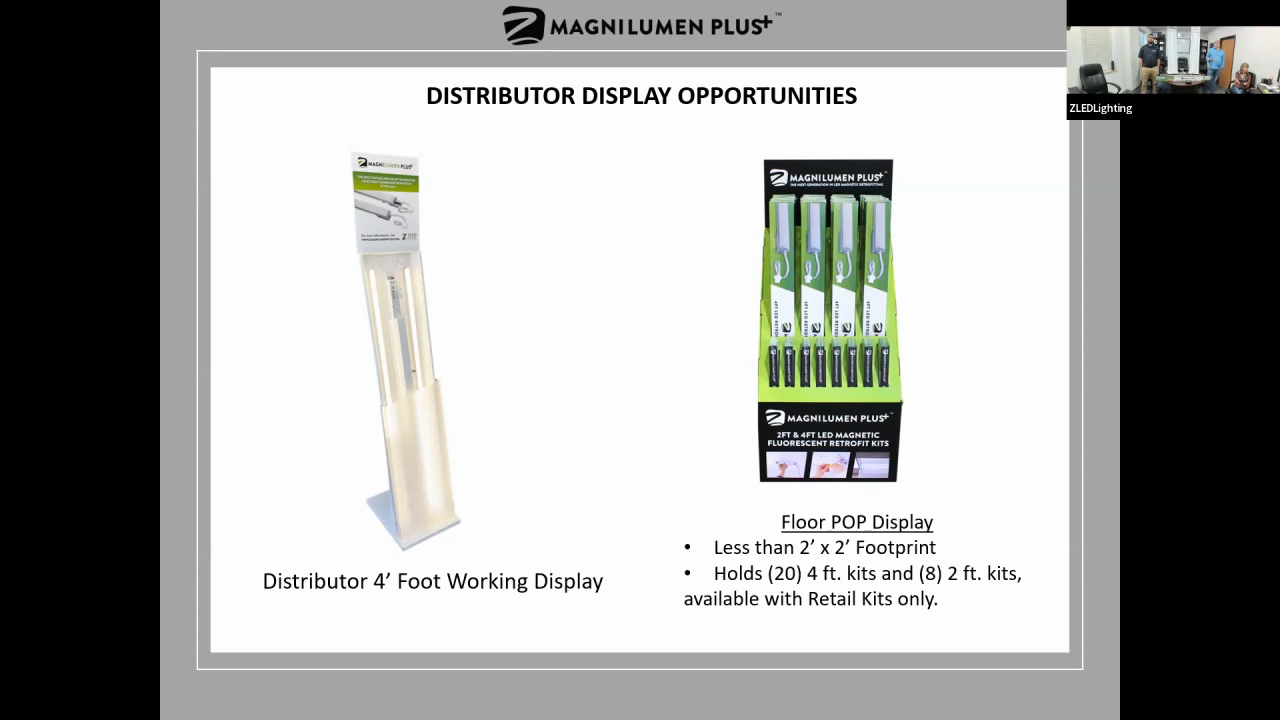 MAGNILUMEN PLUS+™
ZLEDLighting
DISTRIBUTOR DISPLAY OPPORTUNITIES
MAGNILUMEN PLUS+
MAGNILUMEN PLUS+
THE NEXT GENERATION IN LED MAGNETIC RETROFITTING
MAGNILUMEN PLUS+
2FT & 4FT LED MAGNETIC
FLUORESCENT RETROFIT KITS
Distributor 4’ Foot Working Display
Floor POP Display
• Less than 2’ x 2’ Footprint
• Holds (20) 4 ft. kits and (8) 2 ft. kits,
available with Retail Kits only.